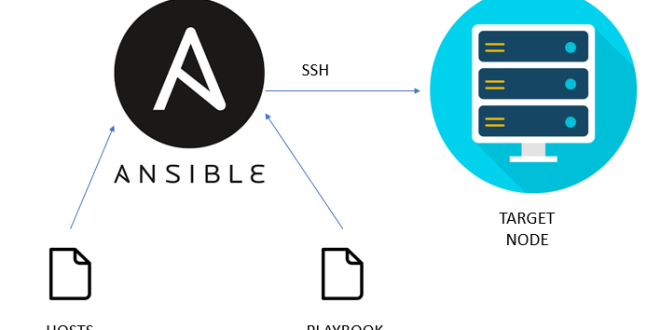 SSH
ANSIBLE
TARGET
NODE
HOSTS
PLAYBOOK